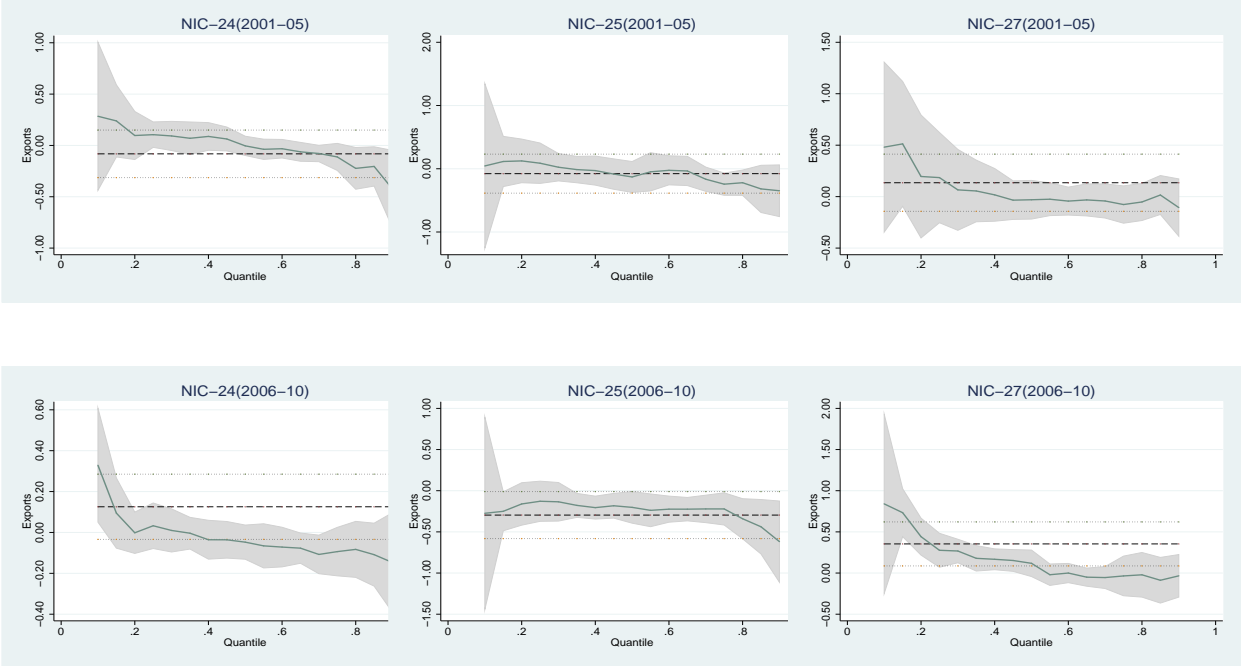 NIC−24(2001−05)
Exports
1.00
0.50
0.00
−0.50
−1.00
0 .2 .4 .6 .8
Quantile
NIC−25(2001−05)
Exports
2.00
1.00
0.00
−1.00
0 .2 .4 .6 .8
Quantile
NIC−27(2001−05)
Exports
1.50
1.00
0.50
0.00
−0.50
0 .2 .4 .6 .8 1
Quantile
NIC−24(2006−10)
Exports
0.60
0.40
0.20
0.00
−0.20
−0.40
0 .2 .4 .6 .8
Quantile
NIC−25(2006−10)
Exports
1.00
0.50
0.00
−0.50
−1.00
−1.50
0 .2 .4 .6 .8
Quantile
NIC−27(2006−10)
Exports
2.00
1.50
1.00
0.50
0.00
−0.50
0 .2 .4 .6 .8 1
Quantile